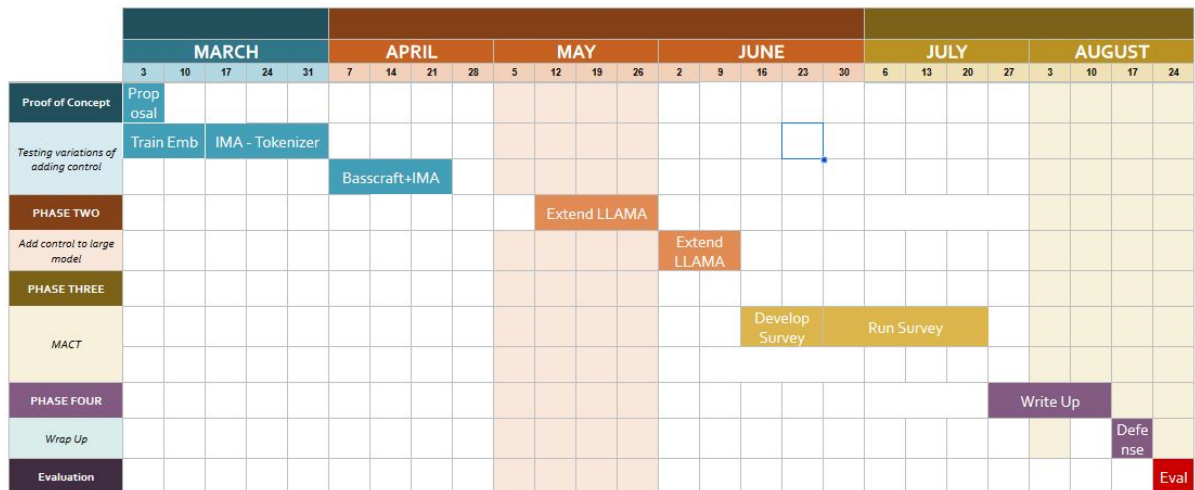 MARCH APRIL MAY JUNE JULY AUGUST
3 10 17 24 31 7 14 21 28 5 12 19 26 2 9 16 23 30 6 13 20 27 3 10 17 24
Proof of Concept
Prop
osal
Testing variations of
adding control
Train Emb IMA - Tokenizer
Basscraft+IMA
PHASE TWO
Extend LLAMA
Add control to large
model
Extend
LLAMA
PHASE THREE
MACT
Develop
Survey
Run Survey
PHASE FOUR
Write Up
Wrap Up
Defe
nse
Evaluation
Eval